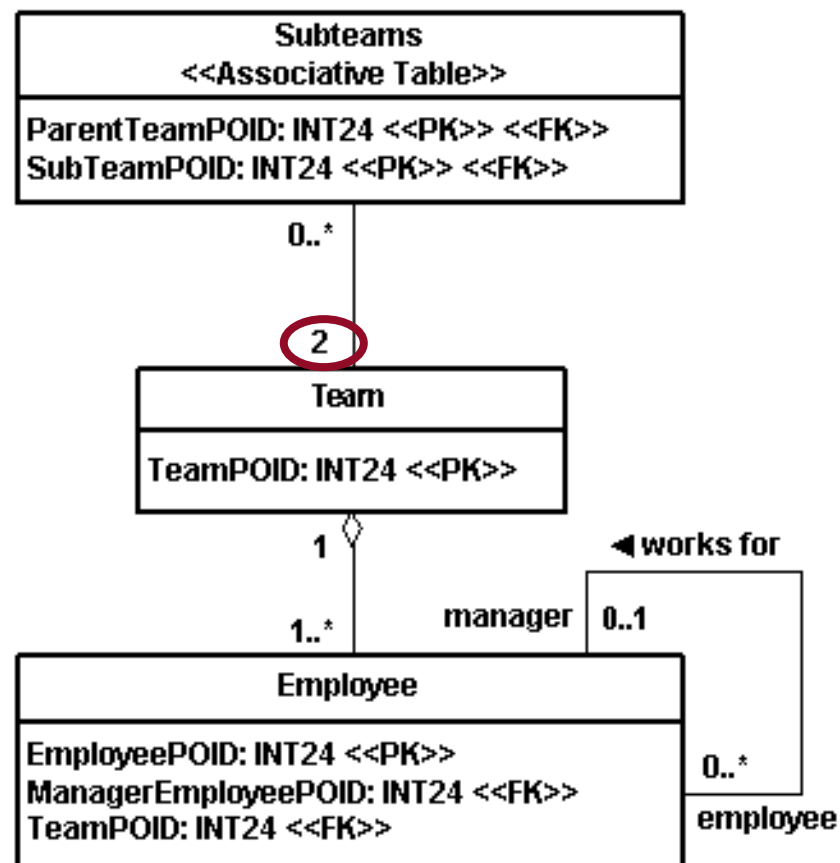 Subteams
<<Associative Table>>
ParentTeamPOID: INT24 <<PK>> <<FK>>
SubTeamPOID: INT24 <<PK>> <<FK>>
0..*
2
Team
TeamPOID: INT24 <<PK>>
1
◀ works for
manager
0..1
1..*
Employee
EmployeePOID: INT24 <<PK>>
ManagerEmployeePOID: INT24 <<FK>>
TeamPOID: INT24 <<FK>>
0..*
employee